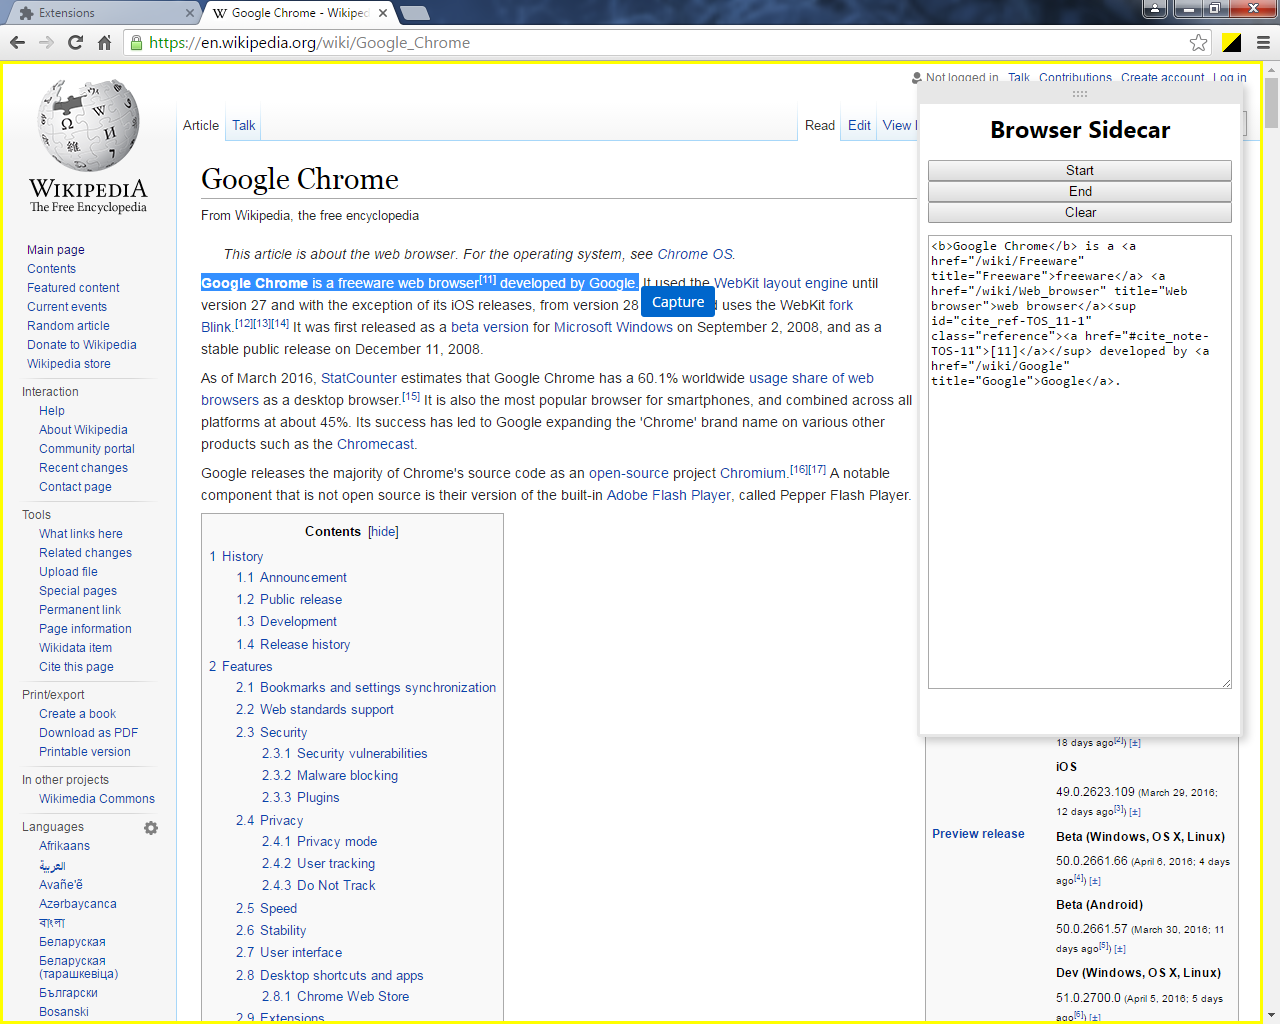 Extensions
Google Chrome - Wikiped
https://en.wikipedia.org/wiki/Google_Chrome
Not logged in Talk Contributions Create account Log in
Article Talk
Read Edit View
WIKIPEDIA
The Free Encyclopedia
Main page
Contents
Featured content
Current events
Random article
Donate to Wikipedia
Wikipedia store
Interaction
Help
About Wikipedia
Community portal
Recent changes
Contact page
Tools
What links here
Related changes
Upload file
Special pages
Permanent link
Page information
Wikidata item
Cite this page
Print/export
Create a book
Download as PDF
Printable version
In other projects
Wikimedia Commons
Languages
Afrikaans
العربية
Avañe'ẽ
Azərbaycanca
বাংলা
Беларуская
Беларуская
(тарашкевіца)
Български
Bosanski
Google Chrome
From Wikipedia, the free encyclopedia
This article is about the web browser. For the operating system, see Chrome OS.
Google Chrome is a freeware web browser[11] developed by Google. It used the WebKit layout engine until
version 27 and with the exception of its iOS releases, from version 28 uses the WebKit fork
Capture
Blink.[12][13][14] It was first released as a beta version for Microsoft Windows on September 2, 2008, and as a
stable public release on December 11, 2008.
As of March 2016, StatCounter estimates that Google Chrome has a 60.1% worldwide usage share of web
browsers as a desktop browser.[15] It is also the most popular browser for smartphones, and combined across all
platforms at about 45%. Its success has led to Google expanding the 'Chrome' brand name on various other
products such as the Chromecast.
Google releases the majority of Chrome's source code as an open-source project Chromium.[16][17] A notable
component that is not open source is their version of the built-in Adobe Flash Player, called Pepper Flash Player.
Contents [hide]
1 History
1.1 Announcement
1.2 Public release
1.3 Development
1.4 Release history
2 Features
2.1 Bookmarks and settings synchronization
2.2 Web standards support
2.3 Security
2.3.1 Security vulnerabilities
2.3.2 Malware blocking
2.3.3 Plugins
2.4 Privacy
2.4.1 Privacy mode
2.4.2 User tracking
2.4.3 Do Not Track
2.5 Speed
2.6 Stability
2.7 User interface
2.8 Desktop shortcuts and apps
2.8.1 Chrome Web Store
2.9 Extensions
Browser Sidecar
Start
End
Clear
<b>Google Chrome</b> is a <a
href="/wiki/Freeware"
title="Freeware">freeware</a> <a
href="/wiki/Web_browser" title="Web
browser">web browser</a><sup
id="cite_ref-TOS_11-1"
class="reference"><a href="#cite_note-
TOS-11">[11]</a></sup> developed by <a
href="/wiki/Google"
title="Google">Google</a>.
18 days ago[2]) [±]
iOS
49.0.2623.109 (March 29, 2016;
12 days ago[3]) [±]
Preview release
Beta (Windows, OS X, Linux)
50.0.2661.66 (April 6, 2016; 4 days
ago[4]) [±]
Beta (Android)
50.0.2661.57 (March 30, 2016; 11
days ago[5]) [±]
Dev (Windows, OS X, Linux)
51.0.2700.0 (April 5, 2016; 5 days
ago[6]) [±]